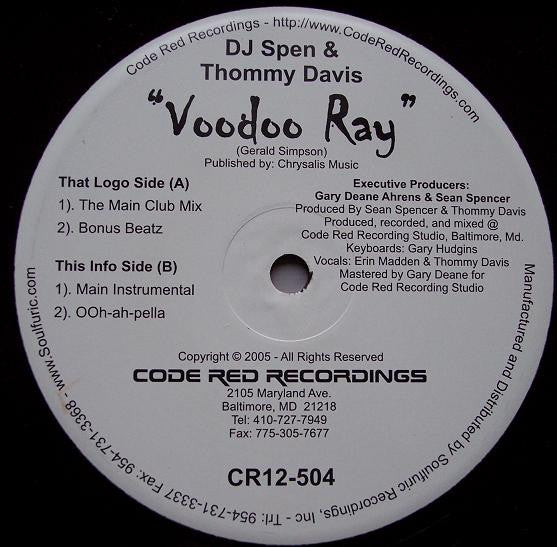 Code Red Recordings - http://www.CodeRedRecordings.com
DJ Spen &
Thommy Davis
"Voodoo Ray"
(Gerald Simpson)
Published by: Chrysalis Music
That Logo Side (A)
1). The Main Club Mix
2). Bonus Beatz
This Info Side (B)
1). Main Instrumental
2). OOh-ah-pella
Executive Producers:
Gary Deane Ahrens & Sean Spencer
Produced By Sean Spencer & Thommy Davis
Produced, recorded, and mixed @
Code Red Recording Studio, Baltimore, Md.
Keyboards: Gary Hudgins
Vocals: Erin Madden & Thommy Davis
Mastered by Gary Deane for
Code Red Recording Studio
Copyright © 2005 - All Rights Reserved
CODE RED RECORDINGS
2105 Maryland Ave.
Baltimore, MD 21218
Tel: 410-727-7949
Fax: 775-305-7677
CR12-504
Manufactured and Distributed by Soulfuric Recordings, Inc - Trl: 954-731-3337 Fax: 954-731-3368 - www.Soulfuric.com